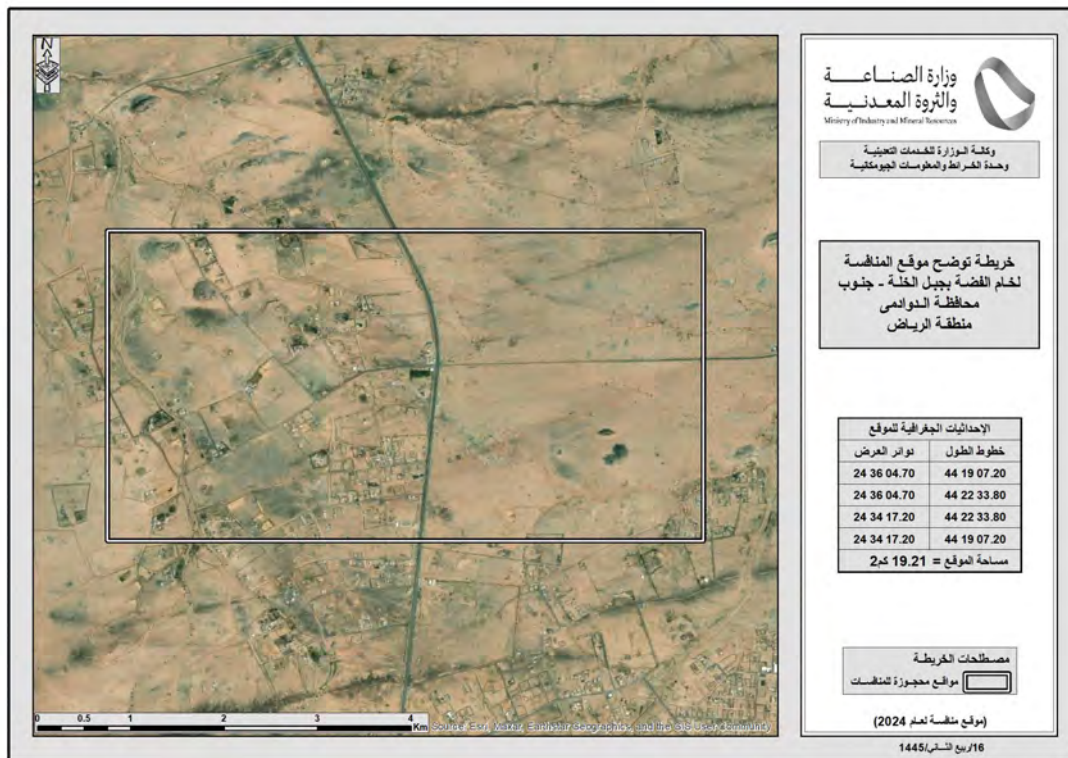 وزارة الصناعة
والثروة المعدنية
Ministry of Industry and Mineral Resources
وكالة الوزارة للخدمات التعدينية
وحدة الخرائط والمعلومات الجيومكانية
خريطة توضح موقع المنافسة
لخام الفضة بجبل الخلة - جنوب
محافظة الدوادمى
منطقة الرياض
الإحداثيات الجغرافية للموقع
خطوط الطول دوائر العرض
44 19 07.20 24 36 04.70
44 22 33.80 24 36 04.70
44 22 33.80 24 34 17.20
44 19 07.20 24 34 17.20
مساحة الموقع = 19.21 كم2
مصطلحات الخريطة
مواقع محجوزة للمنافسات
(موقع منافسة لعام 2024)
16/ربيع الثاني/1445
N
0 0.5 1 2 3 4
Km
Source: Esri, Maxar, Earthstar Geographics, and the GIS User Community